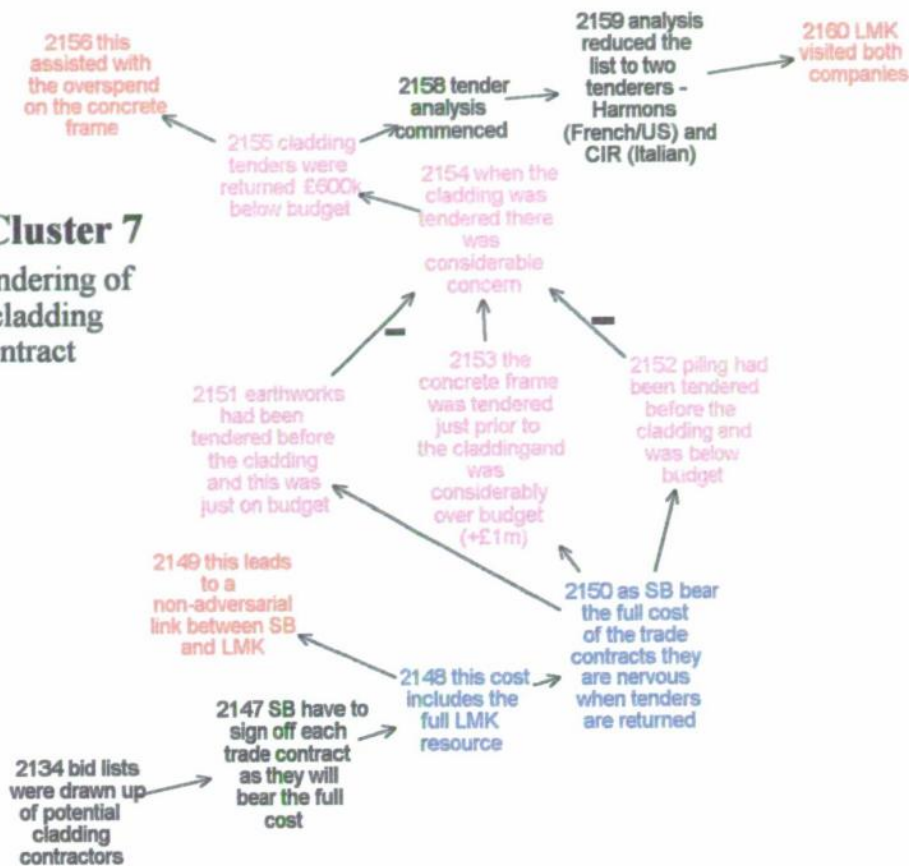 2156 this
assisted with
the overspend
on the concrete
frame
2158 tender
analysis
commenced
2159 analysis
reduced the
list to two
tenderers -
Harmons
(French/US) and
CIR (Italian)
2160 LMK
visited both
companies
2155 cladding
tenders were
returned £600k
below budget
2154 when the
cladding was
tendered there
was
considerable
concern
Cluster 7
ndering of
cladding
ntract
2151 earthworks
had been
tendered before
the cladding
and this was
just on budget
2153 the
concrete frame
was tendered
just prior to
the claddingand
was
considerably
over budget
(+£1m)
2152 piling had
been tendered
before the
cladding and
was below
budget
2149 this leads
to a
non-adversarial
link between SB
and LMK
2150 as SB bear
the full cost
of the trade
contracts they
are nervous
when tenders
are returned
2148 this cost
includes the
full LMK
resource
2147 SB have to
sign off each
trade contract
as they will
bear the full
cost
2134 bid lists
were drawn up
of potential
cladding
contractors